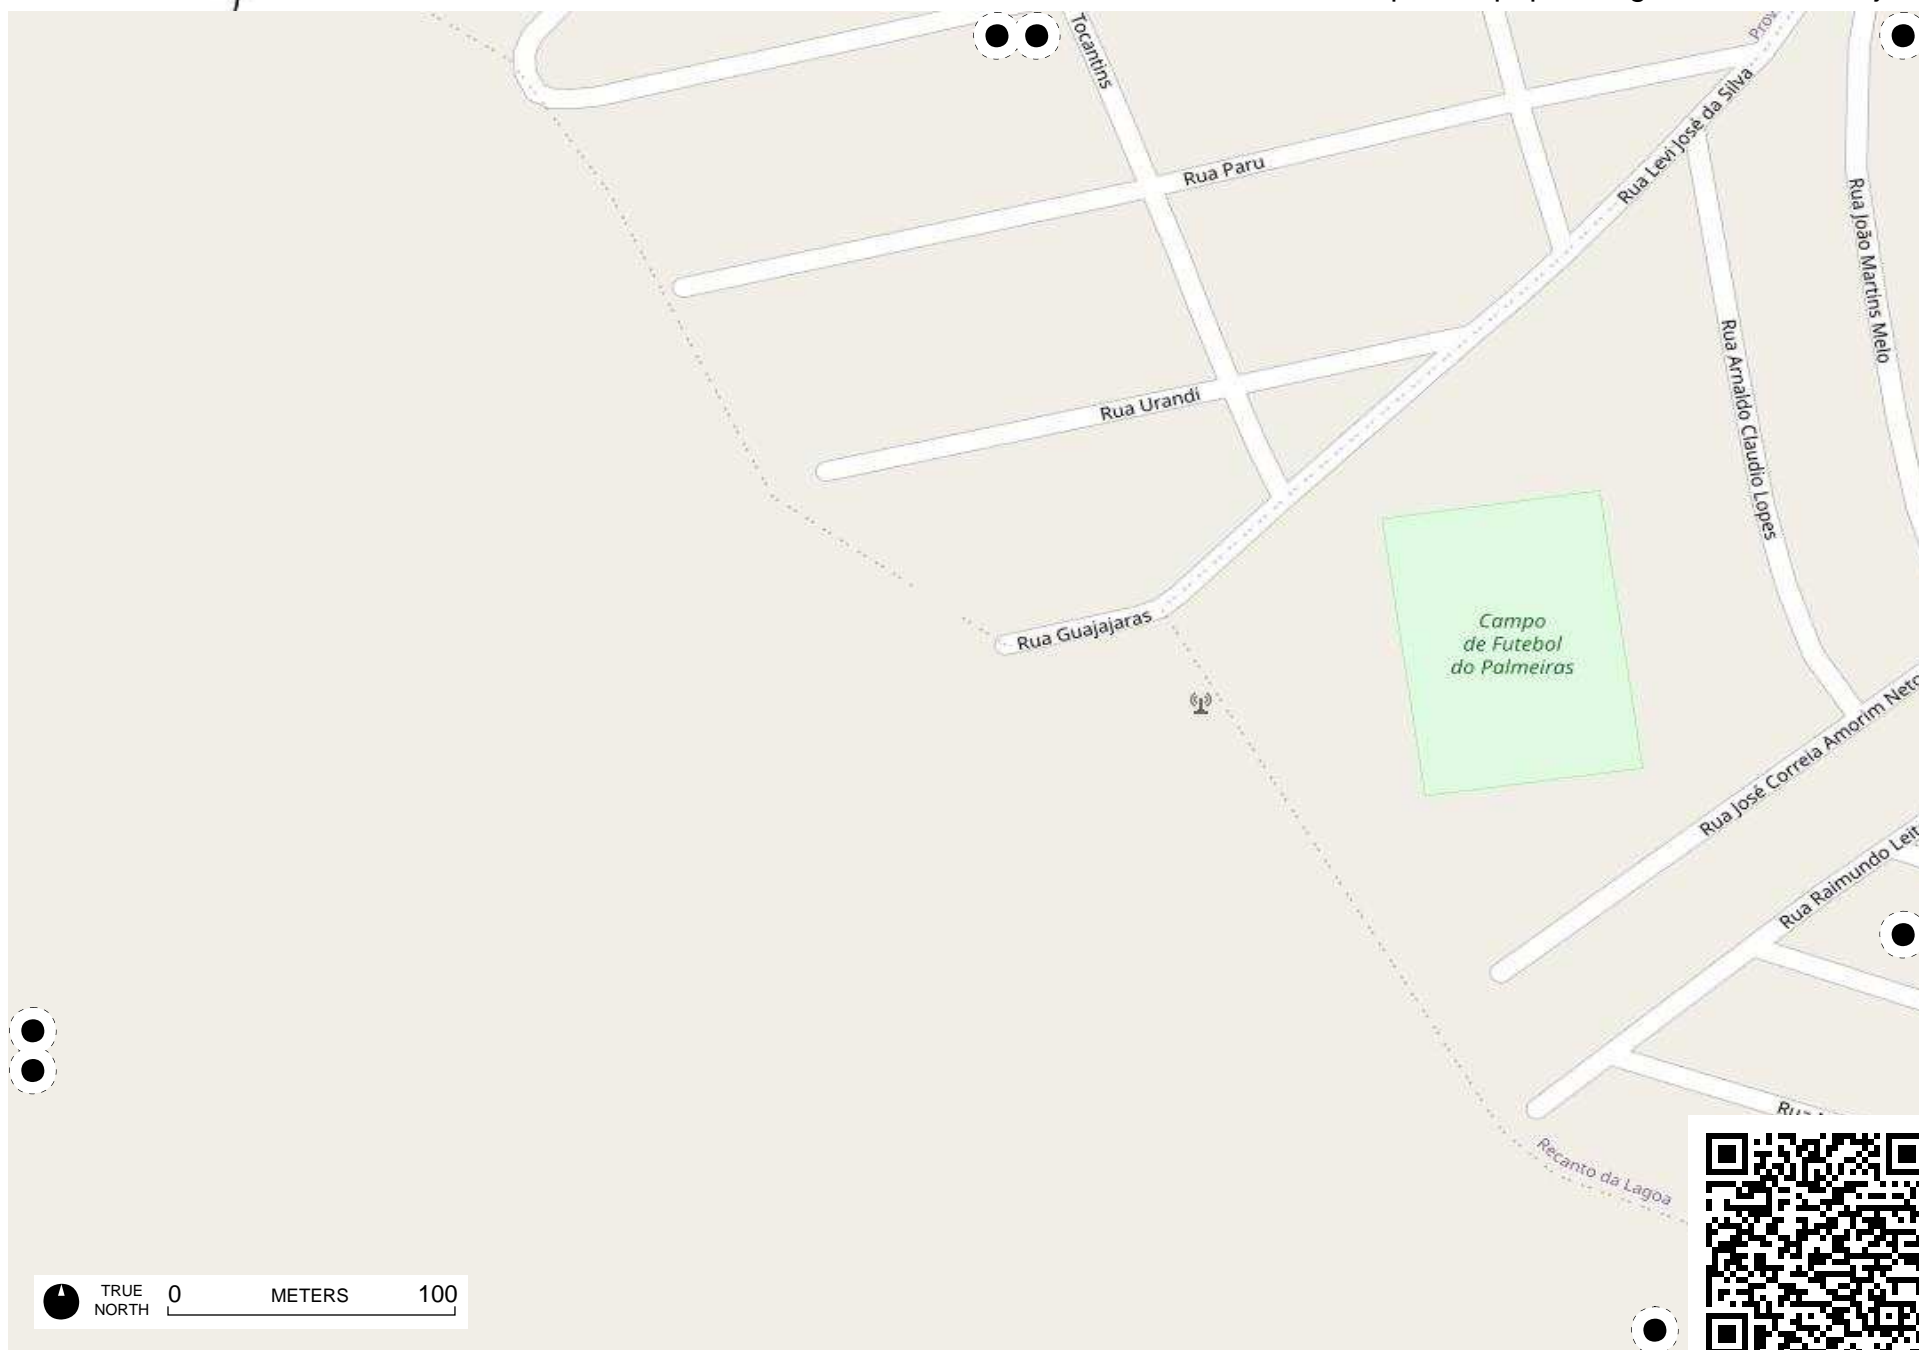 Tocantins
Rua Paru
Rua Levi José da Silva
Rua João Martins Melo
Rua Arnaldo Claudio Lopes
Rua Urandi
Rua Guajajaras
Campo
de Futebol
do Palmeiras
Rua José Correia Amorim Neto
Rua Raimundo
Rua
Recanto da Lagoa
TRUE
NORTH
0 METERS 100